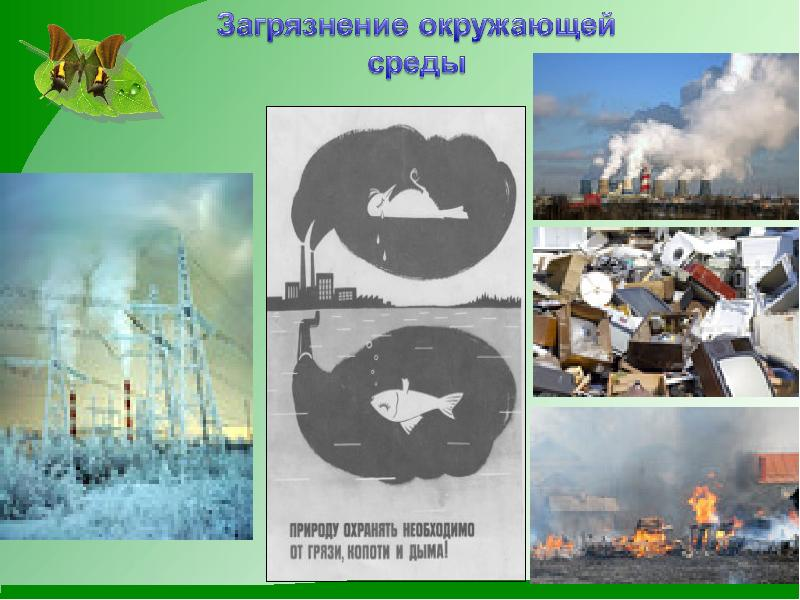 Загрязнение окружающей
среды
ПРИРОДУ ОХРАНЯТЬ НЕОБХОДИМО
ОТ ГРЯЗИ, КОПОТИ И ДЫМА!